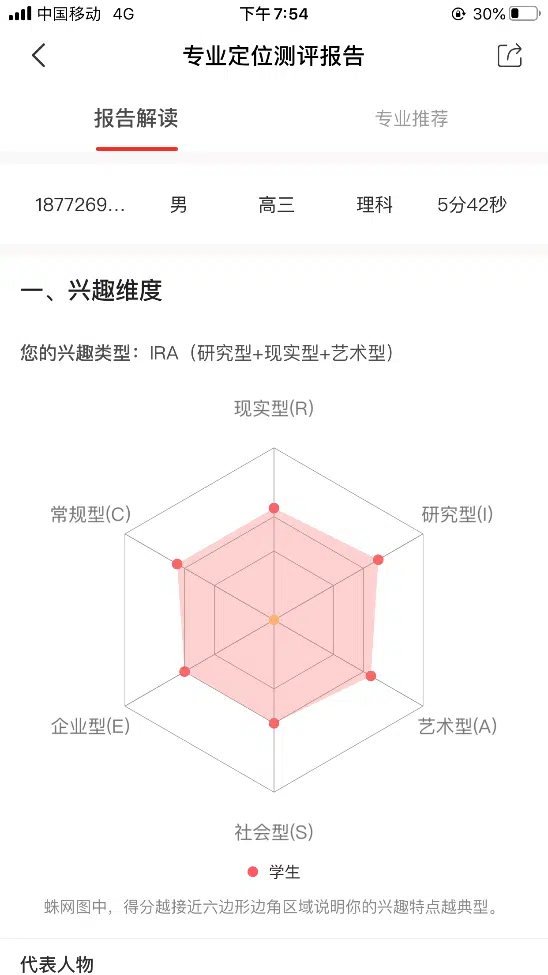 中国移动 4G 下午7:54 30%
专业定位测评报告
报告解读 专业推荐
1877269... 男 高三 理科 5分42秒
一、兴趣维度
您的兴趣类型：IRA（研究型+现实型+艺术型）
现实型(R)
常规型(C) 研究型(I)
企业型(E) 艺术型(A)
社会型(S)
学生
蛛网图中，得分越接近六边形边角区域说明你的兴趣特点越典型。
代表人物